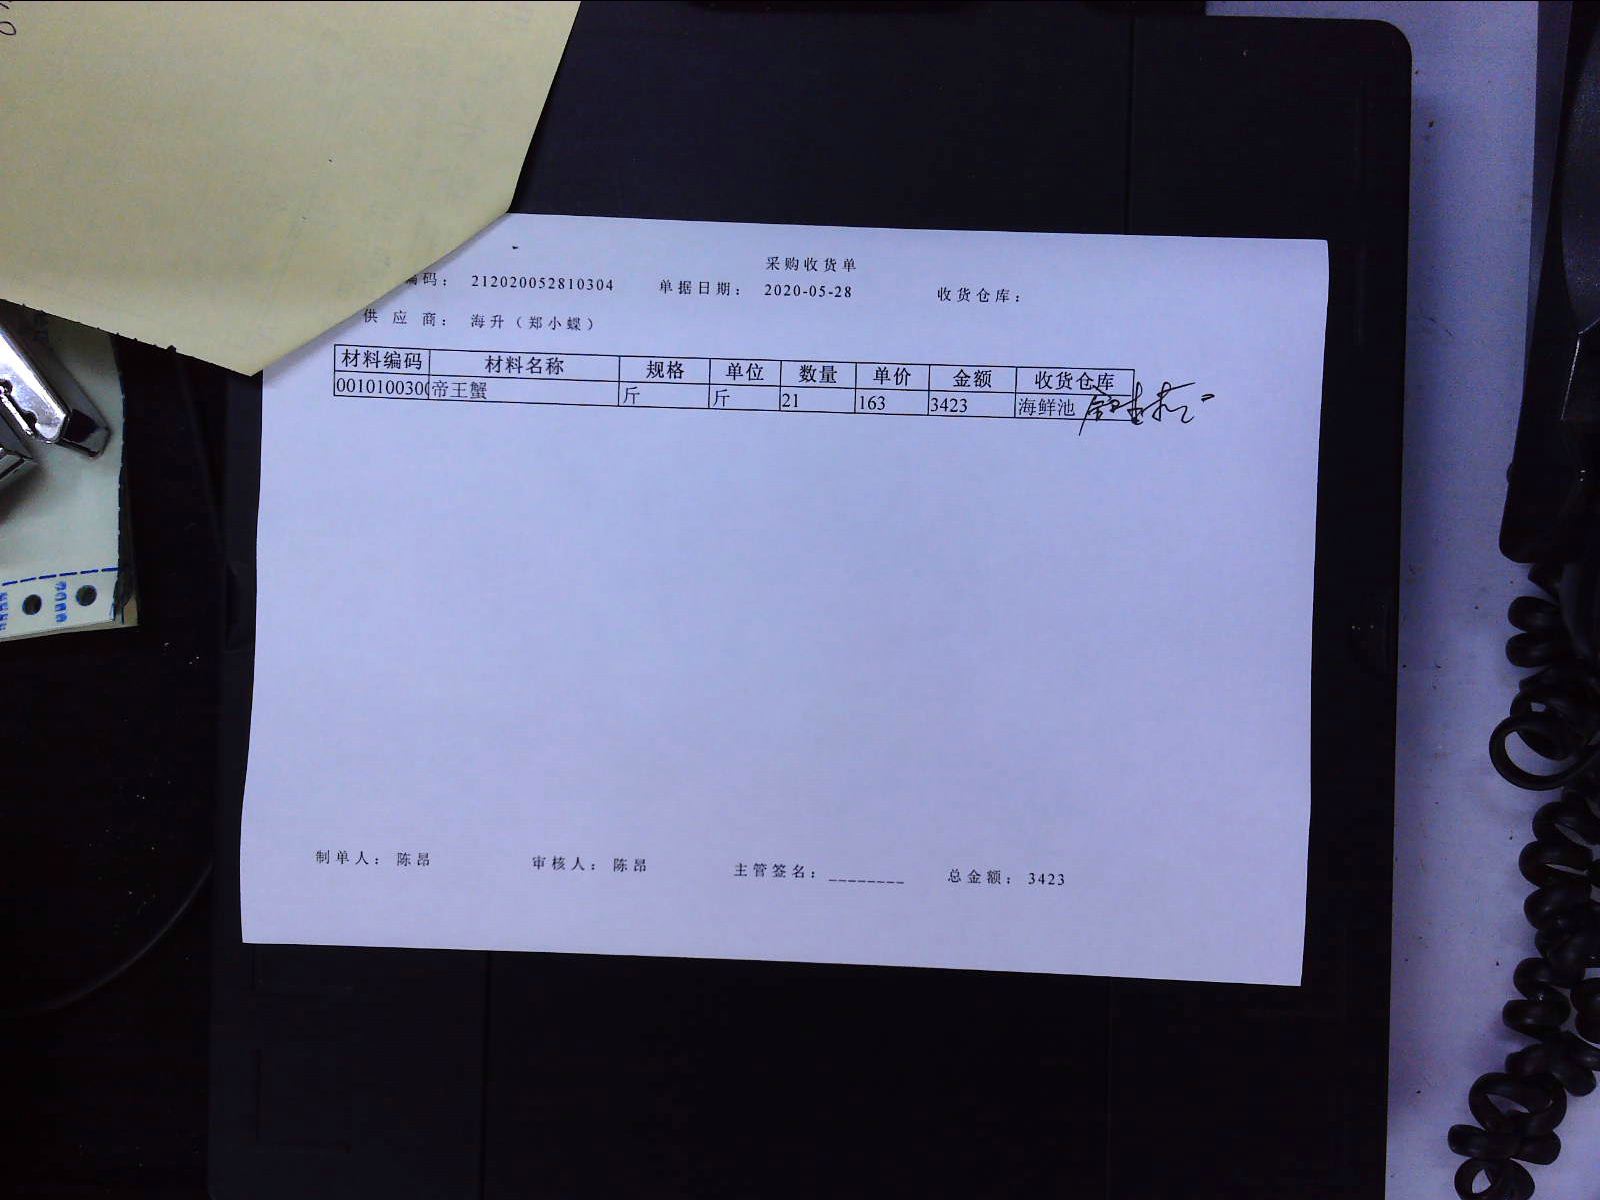 采购收货单
编码： 212020052810304 单据日期： 2020-05-28 收货仓库：
供应商： 海升（郑小蝶）
材料编码 材料名称 规格 单位 数量 单价 金额 收货仓库
0010100300 帝王蟹 斤 斤 21 163 3423 海鲜池
制单人： 陈昂 审核人： 陈昂 主管签名：________ 总金额： 3423